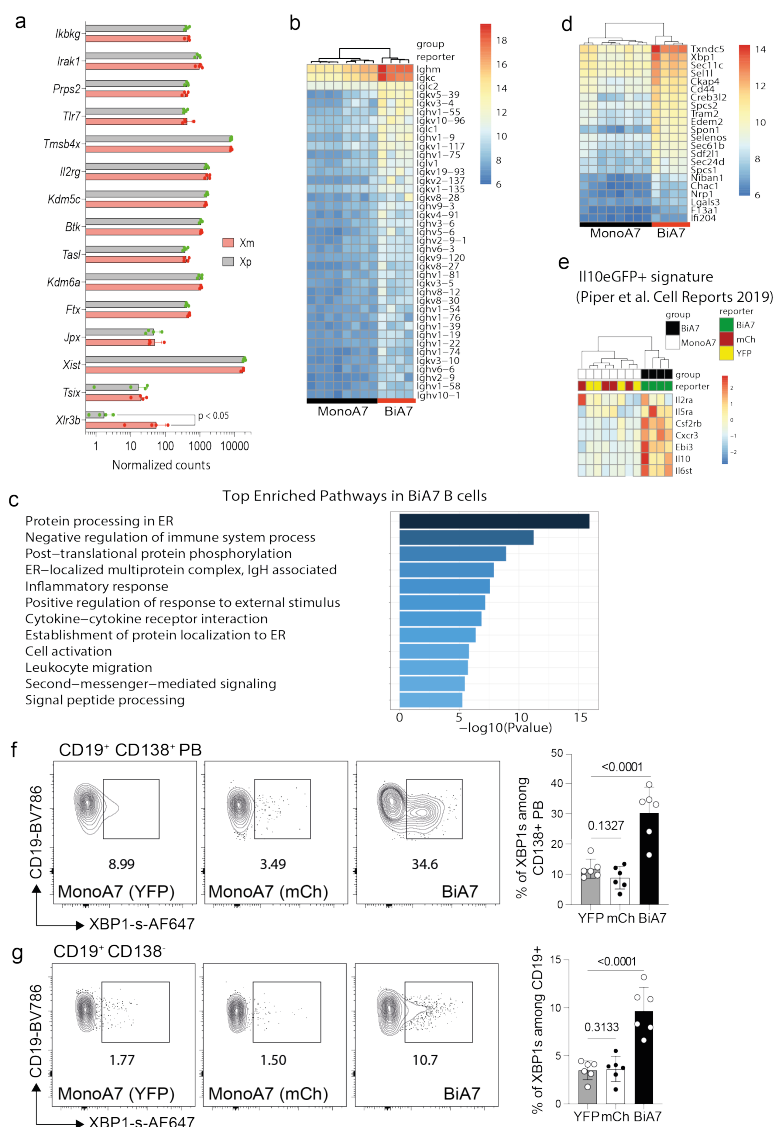 a
Ikbkg
Irak1
Prps2
Tlr7
Tmsb4x
Il2rg
Kdm5c
Btk
Tasl
Kdm6a
Ftx
Jpx
Xist
Tsix
Xlr3b
Xm
Xp
p < 0.05
1 10 100 1000 10000
Normalized counts
b
group
reporter
Ighm
Igkc
Iglc2
Igkv5−39
Igkv3−4
Ighv1−55
Igkv10−96
Iglc1
Ighv1−9
Igkv1−117
Ighv1−75
Iglv1
Igkv19−93
Igkv2−137
Igkv1−135
Igkv8−28
Ighv9−3
Igkv4−91
Ighv3−6
Ighv5−6
Ighv2−9−1
Ighv6−3
Igkv9−120
Igkv8−27
Ighv1−81
Ighv3−5
Ighv8−12
Igkv8−30
Ighv1−54
Ighv1−76
Ighv1−39
Ighv1−19
Ighv1−22
Ighv1−74
Igkv3−10
Ighv6−6
Ighv2−9
Ighv1−58
Ighv10−1
MonoA7 BiA7
18
16
14
12
10
8
6
d
Txndc5
Xbp1
Sec11c
Sel1l
Ckap4
Cd44
Creb3l2
Spcs2
Tram2
Edem2
Spon1
Selenos
Sec61b
Sdf2l1
Sec24d
Spcs1
Niban1
Chac1
Nrp1
Lgals3
F13a1
Ifi204
MonoA7 BiA7
14
12
10
8
6
e
Il10eGFP+ signature
(Piper et al. Cell Reports 2019)
group
BiA7
MonoA7
reporter
BiA7
mCh
YFP
group
reporter
Il2ra
Il5ra
Csf2rb
Cxcr3
Ebi3
Il10
Il6st
2
1
0
−1
−2
c
Top Enriched Pathways in BiA7 B cells
Protein processing in ER
Negative regulation of immune system process
Post−translational protein phosphorylation
ER−localized multiprotein complex, IgH associated
Inflammatory response
Positive regulation of response to external stimulus
Cytokine−cytokine receptor interaction
Establishment of protein localization to ER
Cell activation
Leukocyte migration
Second−messenger−mediated signaling
Signal peptide processing
0 5 10 15
−log10(Pvalue)
f
CD19+ CD138+ PB
CD19-BV786
8.99
MonoA7 (YFP)
3.49
MonoA7 (mCh)
34.6
BiA7
XBP1-s-AF647
% of XBP1s among
CD138+ PB
50
40
30
20
10
0
<0.0001
0.1327
YFP mCh BiA7
g
CD19+ CD138-
CD19-BV786
1.77
MonoA7 (YFP)
1.50
MonoA7 (mCh)
10.7
BiA7
XBP1-s-AF647
% of XBP1s among CD19+
15
10
5
0
<0.0001
0.3133
YFP mCh BiA7